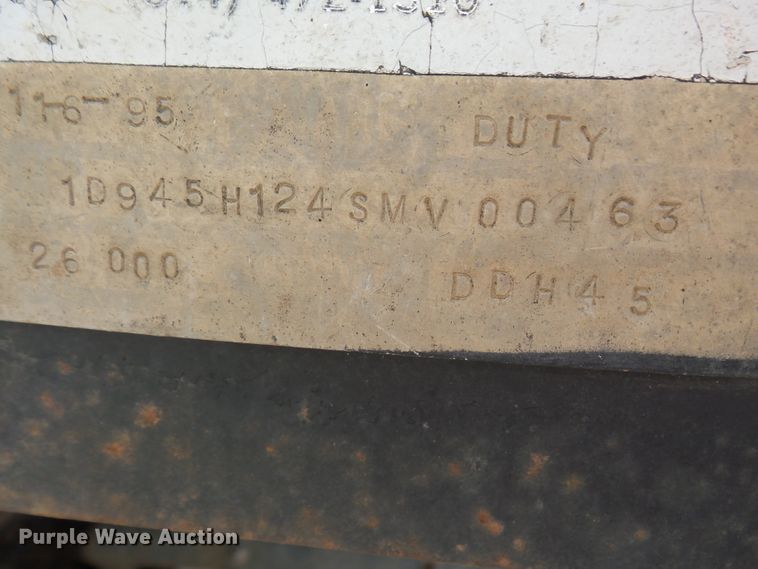 11-6-95 DUTY
1D945H124SMV00463
26 000 DDH45
Purple Wave Auction